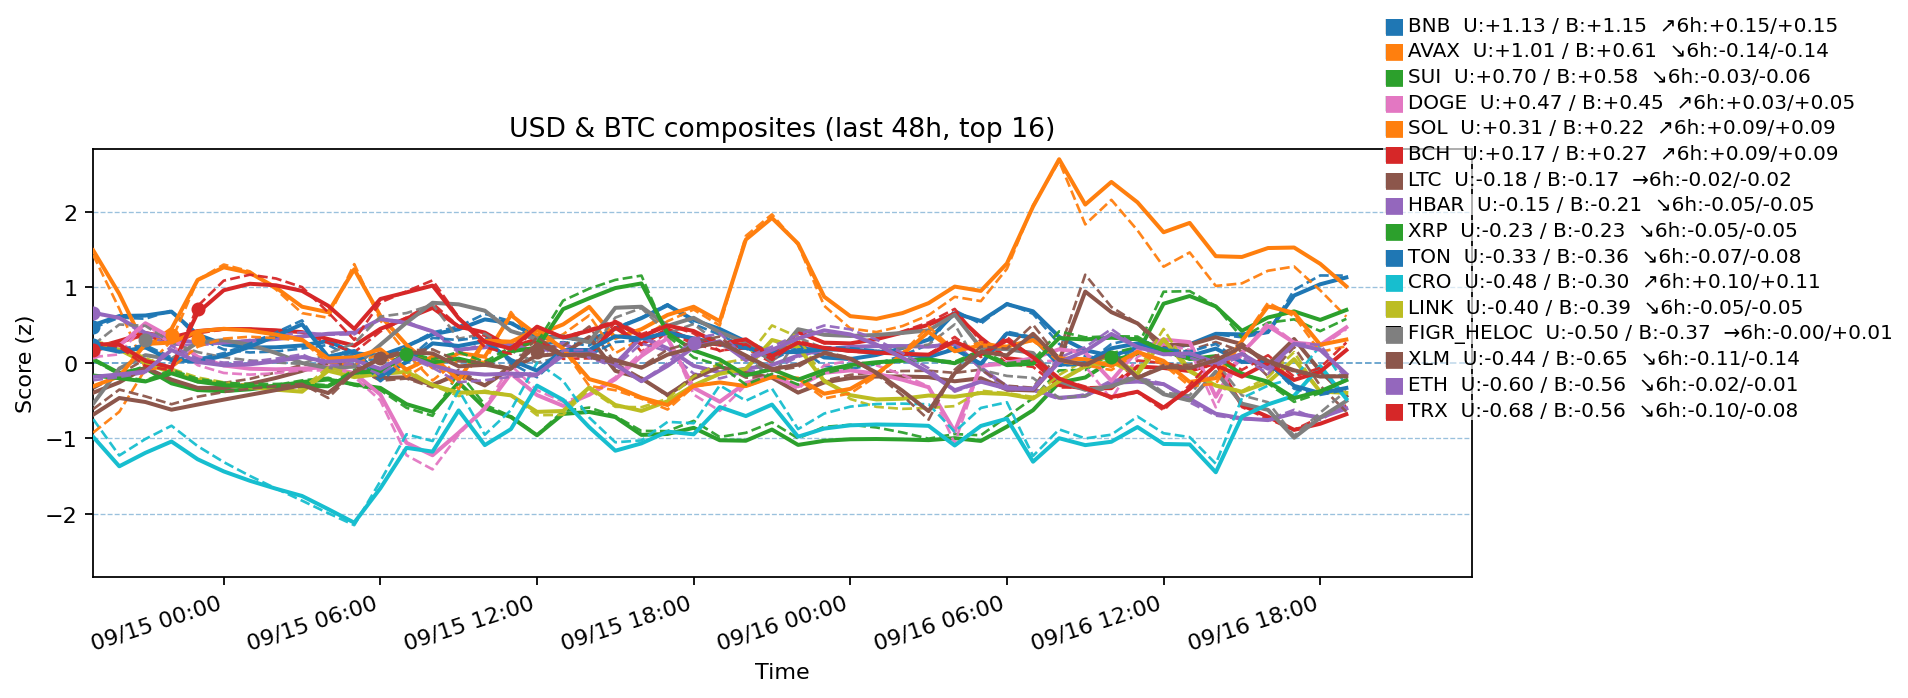 BNB  U:+1.13 / B:+1.15  ↗6h:+0.15/+0.15
AVAX  U:+1.01 / B:+0.61  ↘6h:-0.14/-0.14
SUI  U:+0.70 / B:+0.58  ↘6h:-0.03/-0.06
DOGE  U:+0.47 / B:+0.45  ↗6h:+0.03/+0.05
SOL  U:+0.31 / B:+0.22  ↗6h:+0.09/+0.09
BCH  U:+0.17 / B:+0.27  ↗6h:+0.09/+0.09
LTC  U:-0.18 / B:-0.17  →6h:-0.02/-0.02
HBAR  U:-0.15 / B:-0.21  ↘6h:-0.05/-0.05
XRP  U:-0.23 / B:-0.23  ↘6h:-0.05/-0.05
TON  U:-0.33 / B:-0.36  ↘6h:-0.07/-0.08
CRO  U:-0.48 / B:-0.30  ↗6h:+0.10/+0.11
LINK  U:-0.40 / B:-0.39  ↘6h:-0.05/-0.05
FIGR_HELOC  U:-0.50 / B:-0.37  →6h:-0.00/+0.01
XLM  U:-0.44 / B:-0.65  ↘6h:-0.11/-0.14
ETH  U:-0.60 / B:-0.56  ↘6h:-0.02/-0.01
TRX  U:-0.68 / B:-0.56  ↘6h:-0.10/-0.08
USD & BTC composites (last 48h, top 16)
Score (z)
2
1
0
−1
−2
09/15 00:00
09/15 06:00
09/15 12:00
09/15 18:00
09/16 00:00
09/16 06:00
09/16 12:00
09/16 18:00
Time